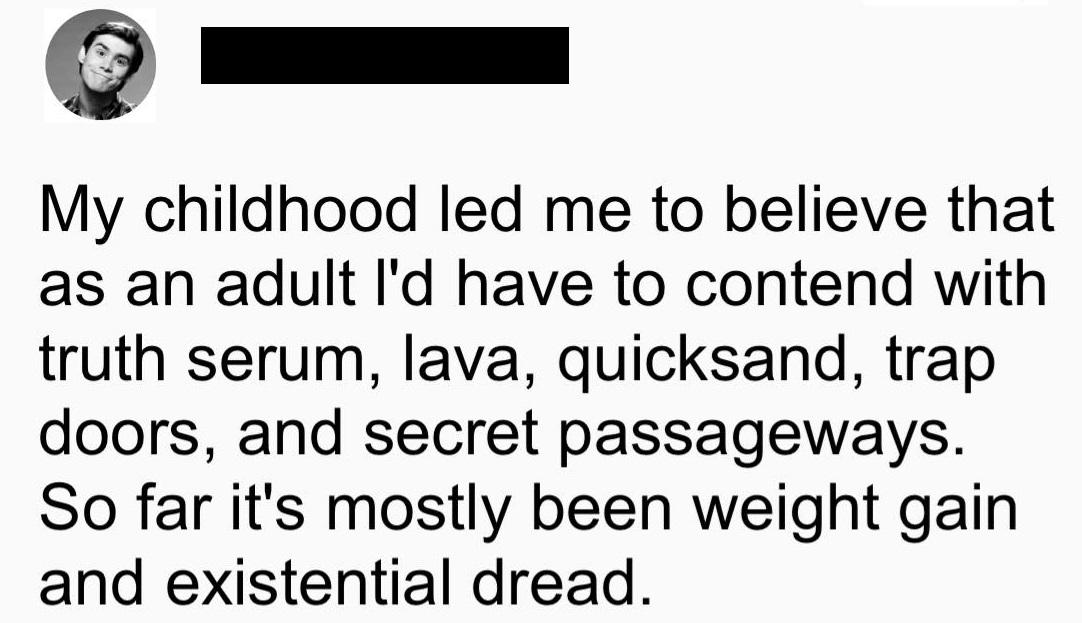 My childhood led me to believe that
as an adult I'd have to contend with
truth serum, lava, quicksand, trap
doors, and secret passageways.
So far it's mostly been weight gain
and existential dread.